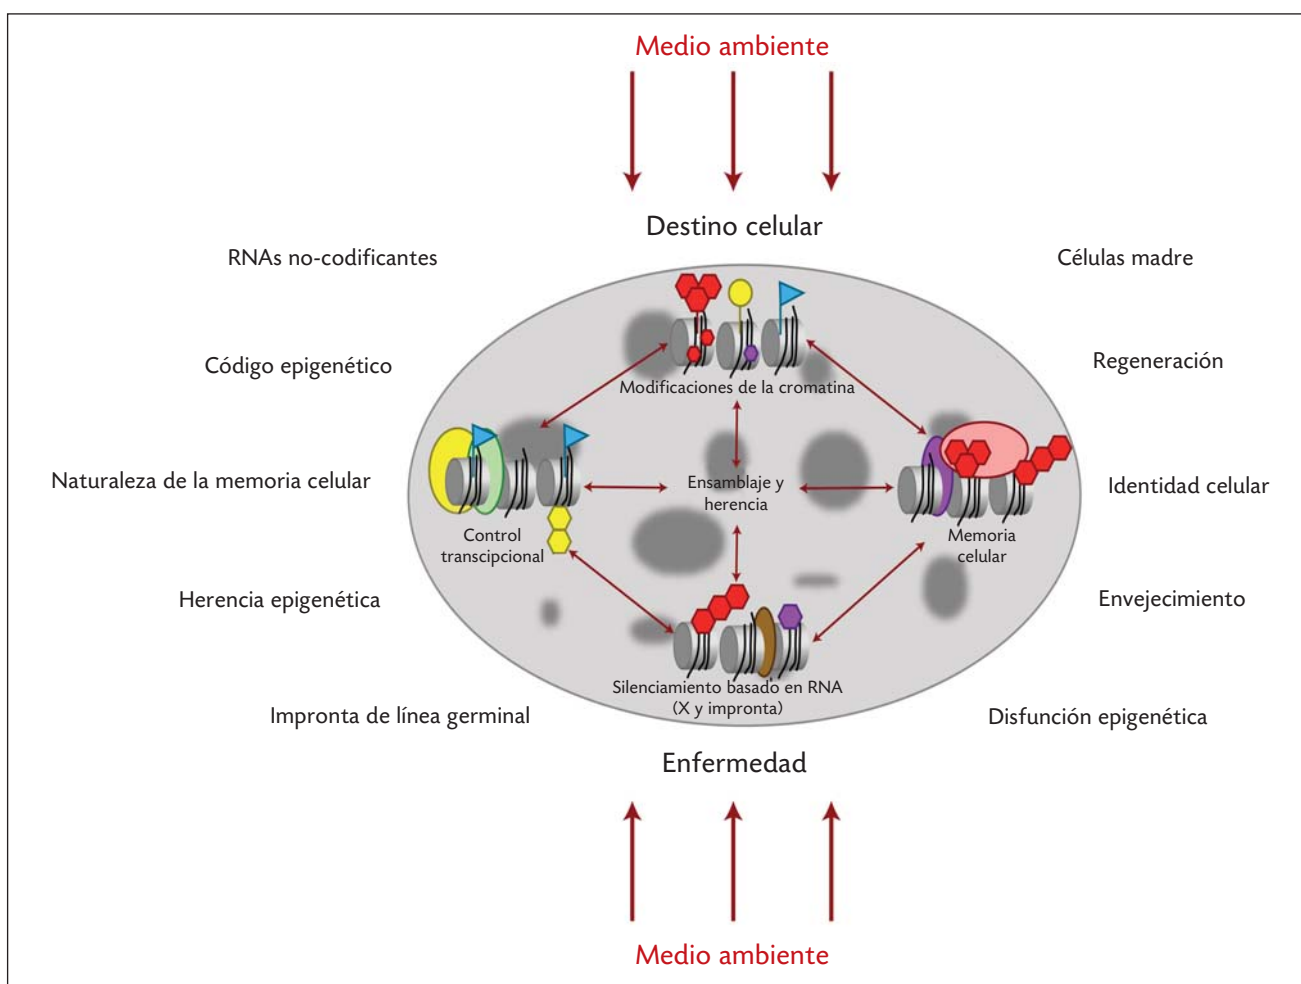 Medio ambiente
Destino celular
RNAs no-codificantes
Células madre
Código epigenético
Regeneración
Modificaciones de la cromatina
Naturaleza de la memoria celular
Ensamblaje y
herencia
Identidad celular
Control
transcipcional
Memoria
celular
Herencia epigenética
Envejecimiento
Silenciamiento basado en RNA
(X y impronta)
Impronta de línea germinal
Disfunción epigenética
Enfermedad
Medio ambiente